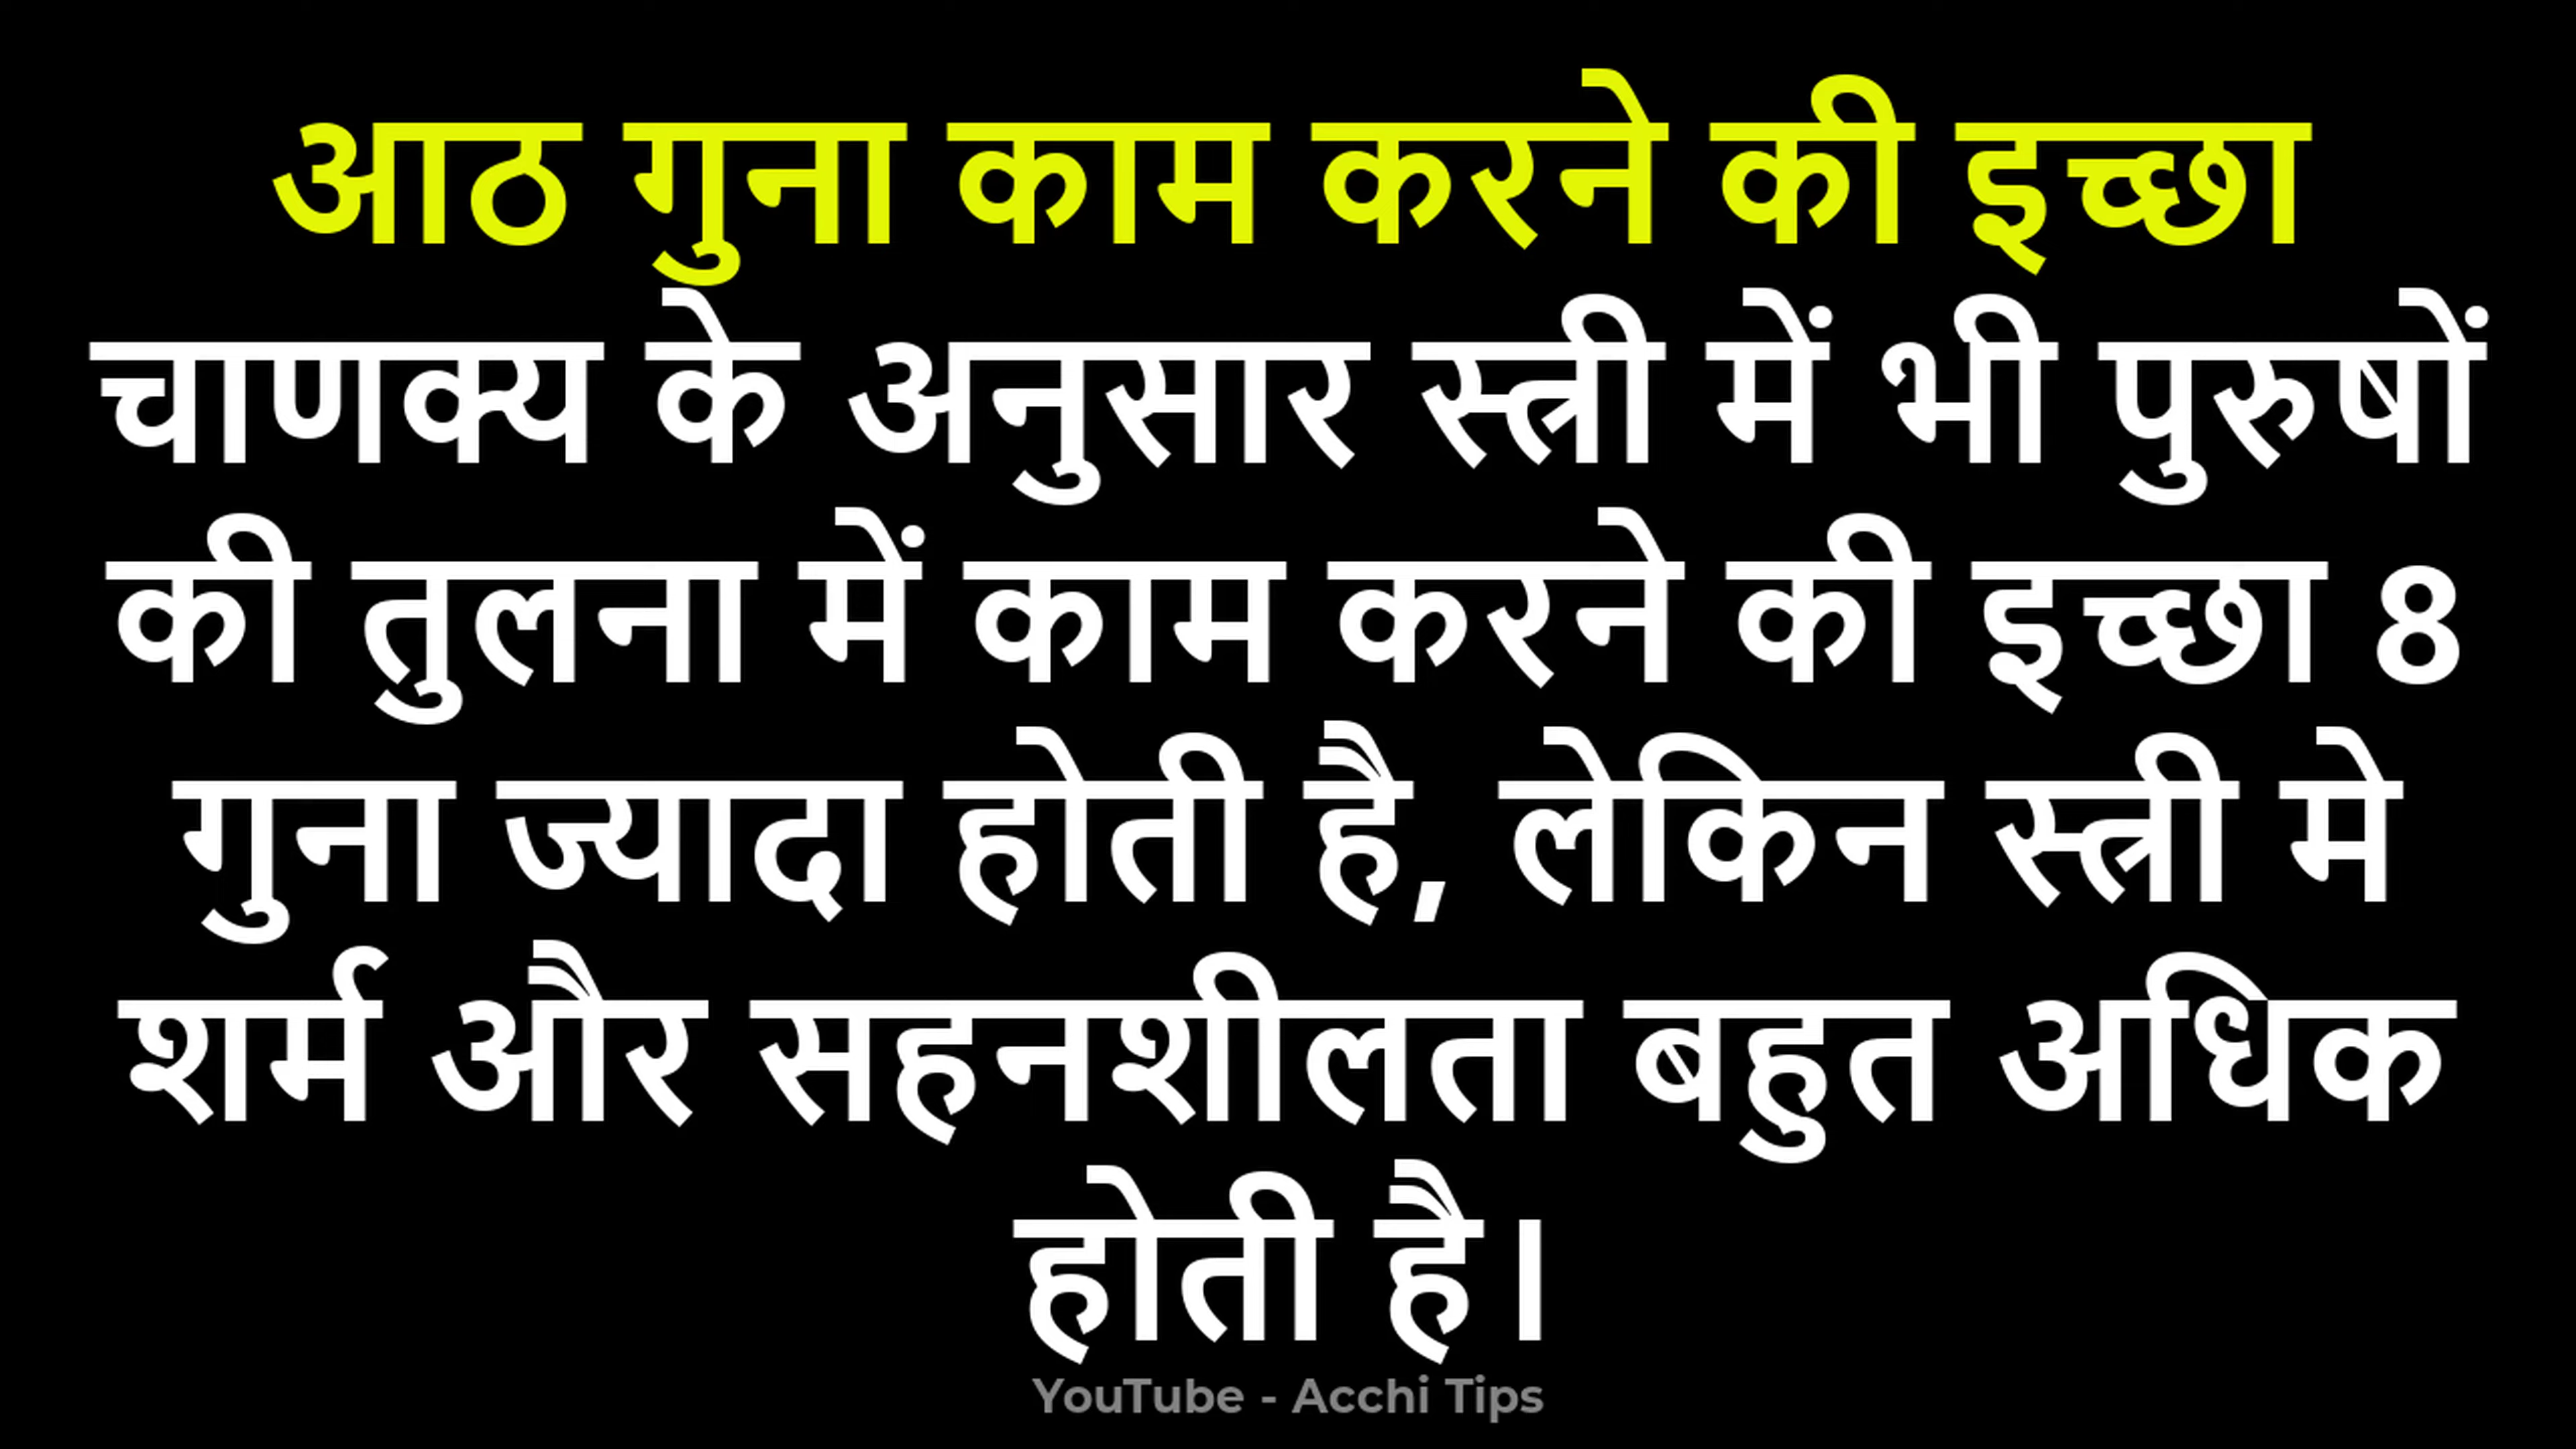 आठ गुना काम करने की इच्छा
चाणक्य के अनुसार स्त्री में भी पुरुषों
की तुलना में काम करने की इच्छा 8
गुना ज्यादा होती है, लेकिन स्त्री मे
शर्म और सहनशीलता बहुत अधिक
होती है।
YouTube - Acchi Tips